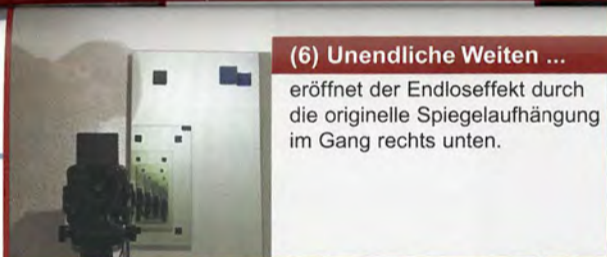 (6) Unendliche Weiten ...
eröffnet der Endloseffekt durch
die originelle Spiegelaufhängung
im Gang rechts unten.